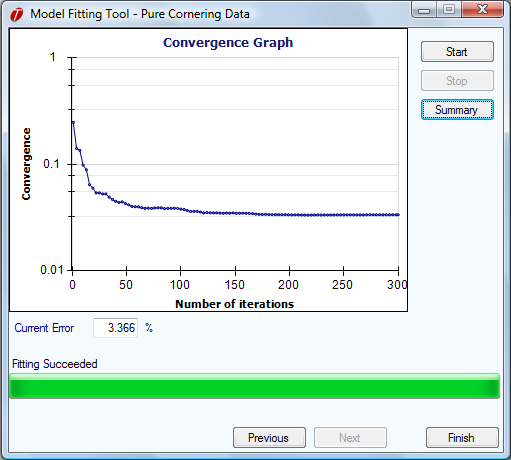 Model Fitting Tool - Pure Cornering Data
Convergence Graph
Convergence
1
0.1
0.01
0 50 100 150 200 250 300
Number of iterations
Start
Stop
Summary
Current Error 3.366 %
Fitting Succeeded
Previous Next Finish